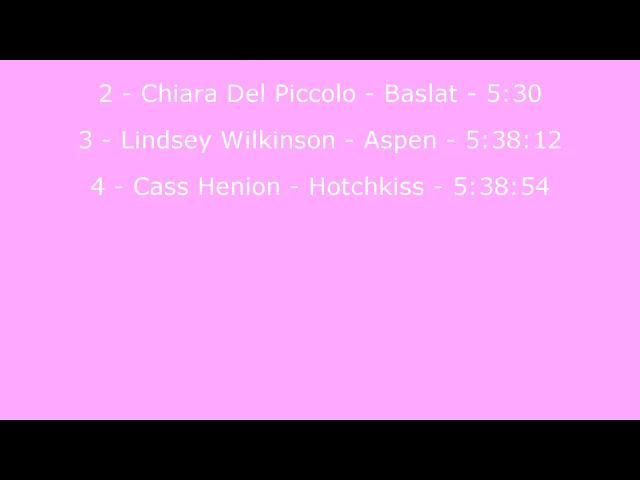 2 - Chiara Del Piccolo - Baslat - 5:30
3 - Lindsey Wilkinson - Aspen - 5:38:12
4 - Cass Henion - Hotchkiss - 5:38:54